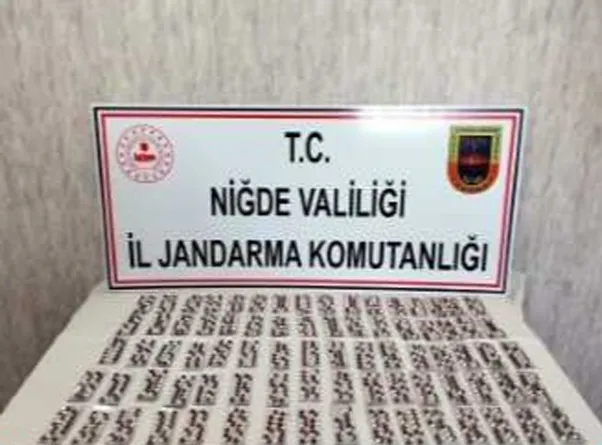 T.C.
NİĞDE VALİLİĞİ
İL JANDARMA KOMUTANLIĞI